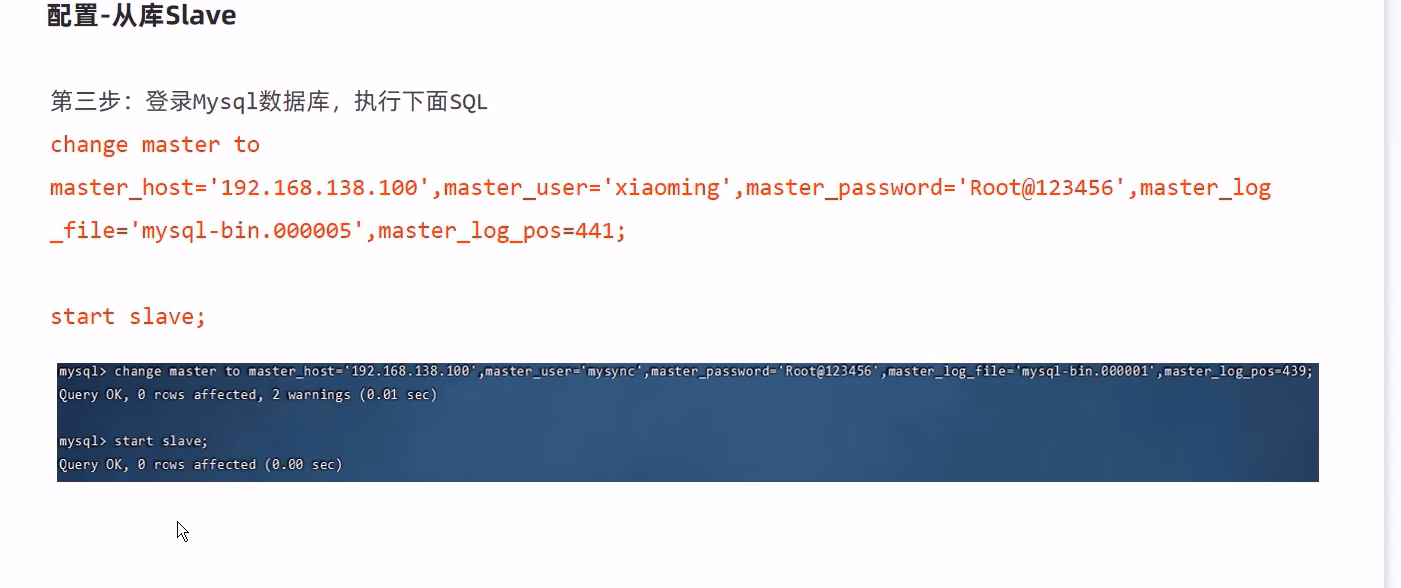 配置-从库Slave
第三步：登录Mysql数据库，执行下面SQL
change master to
master_host='192.168.138.100',master_user='xiaoming',master_password='Root@123456',master_log
_file='mysql-bin.000005',master_log_pos=441;
start slave;
mysql> change master to master_host='192.168.138.100',master_user='mysync',master_password='Root@123456',master_log_file='mysql-bin.000001',master_log_pos=439;
Query OK, 0 rows affected, 2 warnings (0.01 sec)
mysql> start slave;
Query OK, 0 rows affected (0.00 sec)